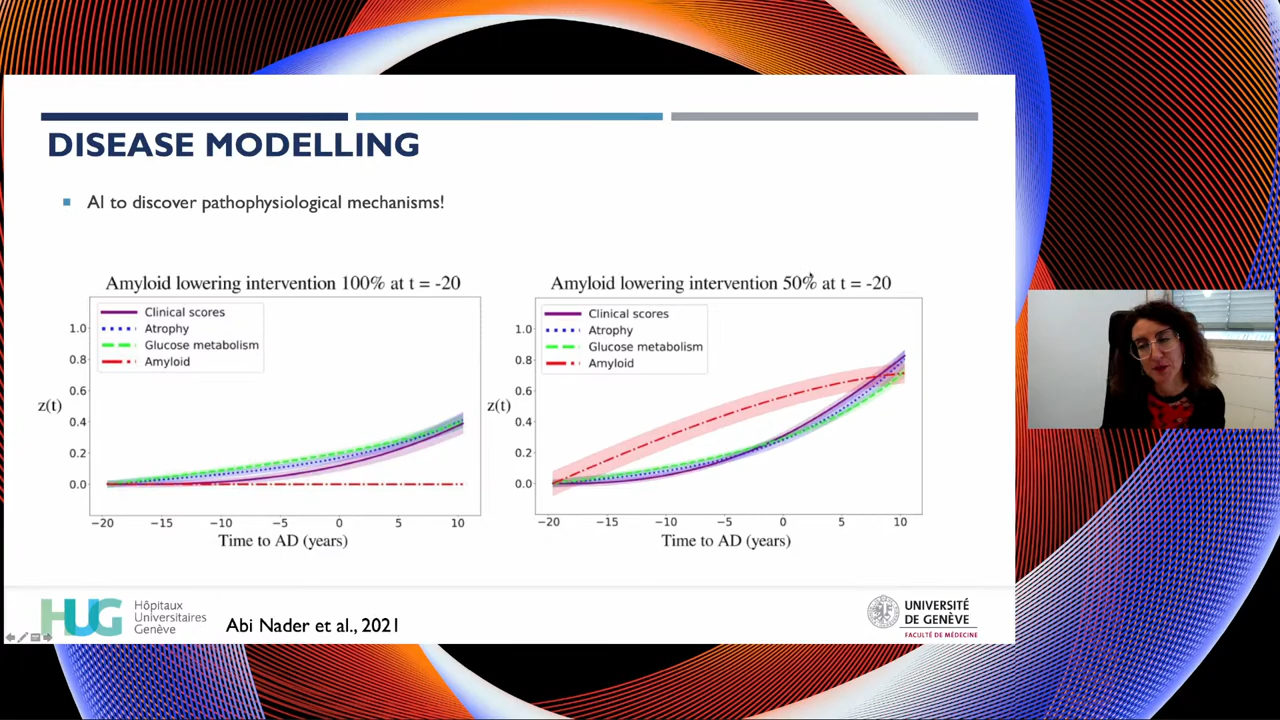 DISEASE MODELLING
AI to discover pathophysiological mechanisms!
Amyloid lowering intervention 100% at t = -20
Clinical scores
Atrophy
Glucose metabolism
Amyloid
1.0
0.8
0.6
0.4
0.2
0.0
z(t)
−20 −15 −10 −5 0 5 10
Time to AD (years)
Amyloid lowering intervention 50% at t = -20
Clinical scores
Atrophy
Glucose metabolism
Amyloid
1.0
0.8
0.6
0.4
0.2
0.0
z(t)
−20 −15 −10 −5 0 5 10
Time to AD (years)
HUG
Hôpitaux
Universitaires
Genève
Abi Nader et al., 2021
UNIVERSITÉ
DE GENÈVE
FACULTÉ DE MÉDECINE